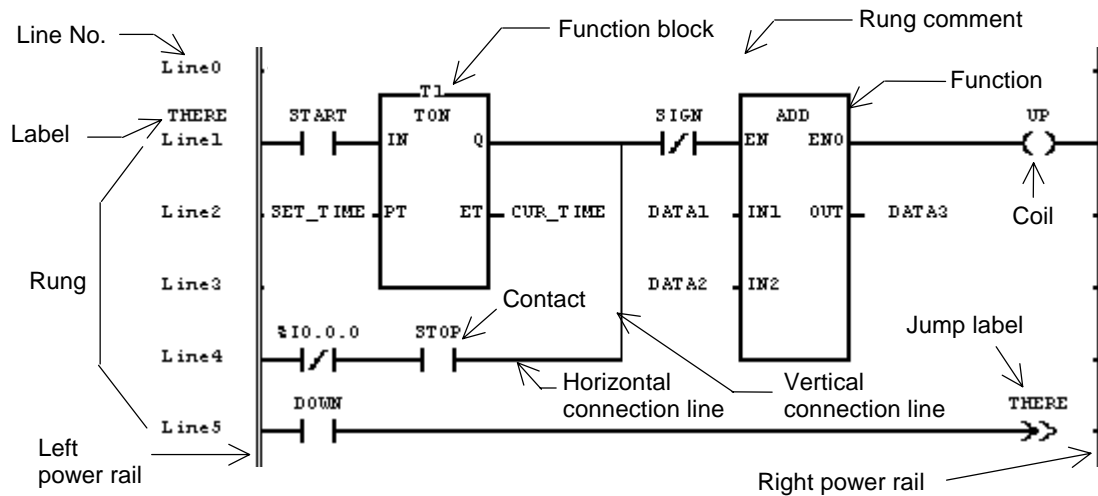 Line No.
Function block
Rung comment
Line0
Function
T1
THERE
START
TON
SIGN
ADD
UP
Label
Line1
IN
Q
EN
ENO
Line2
SET_TIME
PT
ET
CUR_TIME
DATA1
IN1
OUT
DATA3
Coil
Rung
Line3
Contact
DATA2
IN2
%I0.0.0
STOP
Jump label
Line4
Horizontal
connection line
Vertical
connection line
DOWN
THERE
Line5
Left
power rail
Right power rail